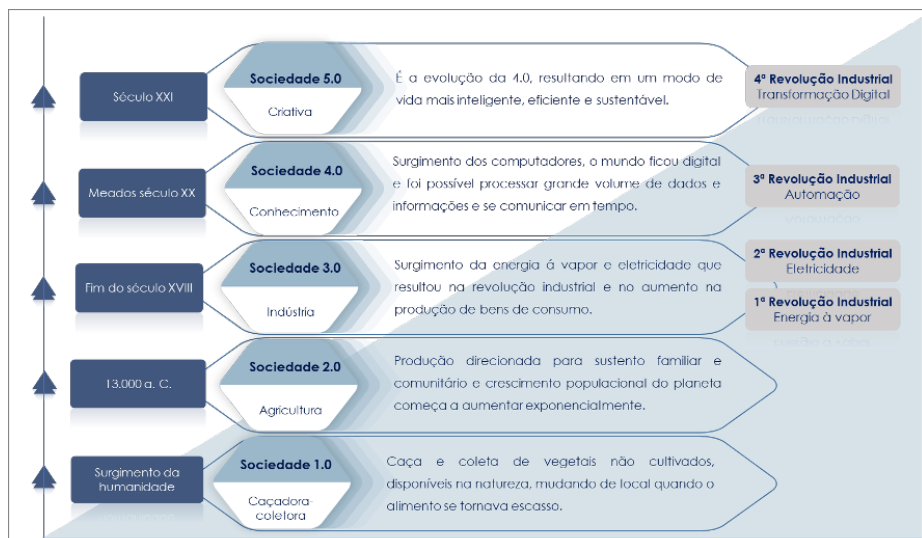 Século XXI
Sociedade 5.0
Criativa
É a evolução da 4.0, resultando em um modo de
vida mais inteligente, eficiente e sustentável.
4ª Revolução Industrial
Transformação Digital
Meados século XX
Sociedade 4.0
Conhecimento
Surgimento dos computadores, o mundo ficou digital
e foi possível processar grande volume de dados e
informações e se comunicar em tempo.
3ª Revolução Industrial
Automação
Fim do século XVIII
Sociedade 3.0
Indústria
Surgimento da energia á vapor e eletricidade que
resultou na revolução industrial e no aumento na
produção de bens de consumo.
2ª Revolução Industrial
Eletricidade
1ª Revolução Industrial
Energia à vapor
13.000 a. C.
Sociedade 2.0
Agricultura
Produção direcionada para sustento familiar e
comunitário e crescimento populacional do planeta
começa a aumentar exponencialmente.
Surgimento da
humanidade
Sociedade 1.0
Caçadora-
coletora
Caça e coleta de vegetais não cultivados,
disponíveis na natureza, mudando de local quando o
alimento se tornava escasso.